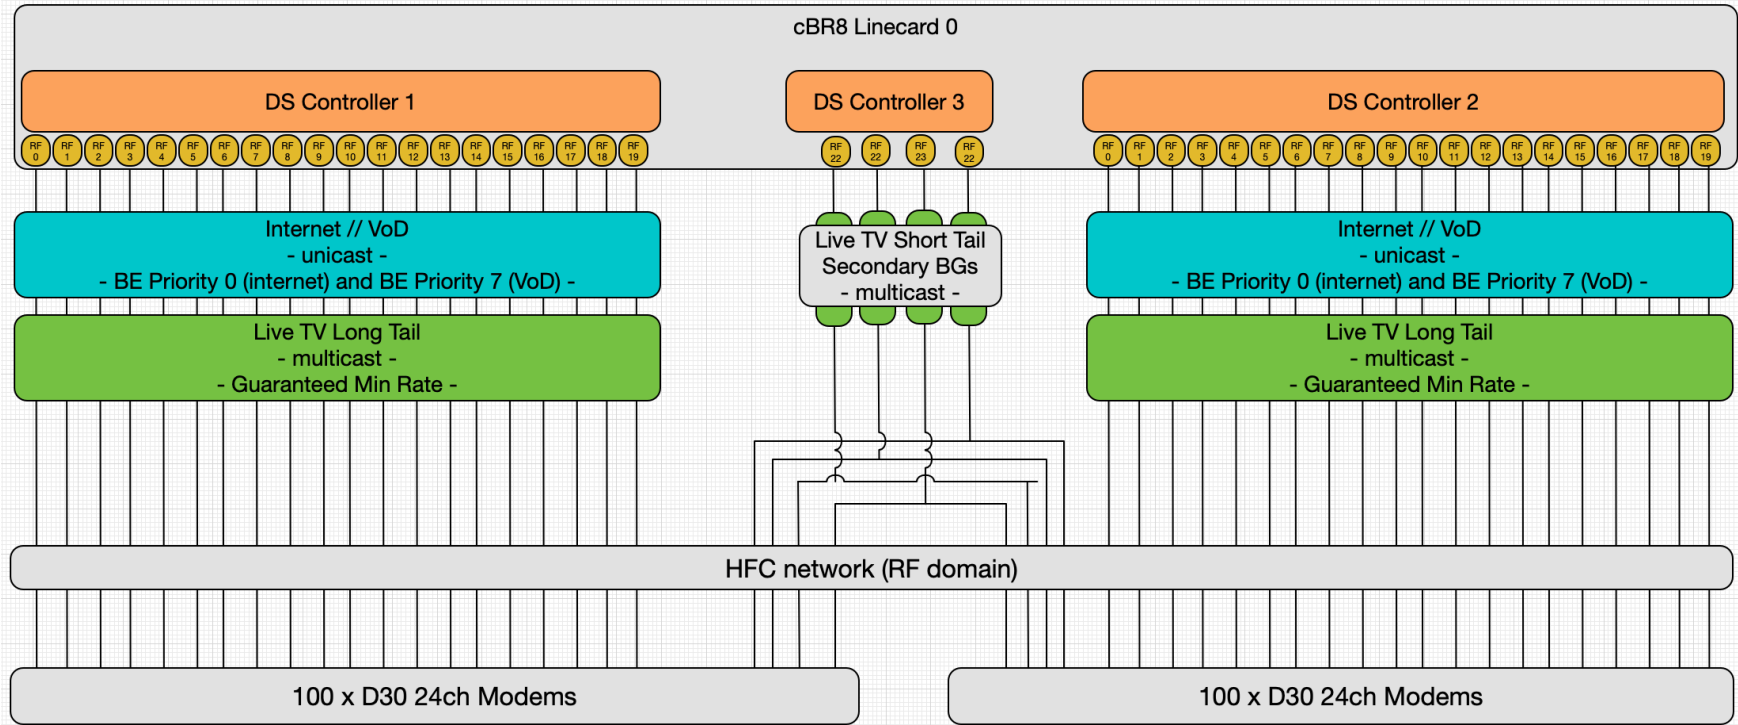 cBR8 Linecard 0
DS Controller 1
DS Controller 3
DS Controller 2
RF 0
RF 1
RF 2
RF 3
RF 4
RF 5
RF 6
RF 7
RF 8
RF 9
RF 10
RF 11
RF 12
RF 13
RF 14
RF 15
RF 16
RF 17
RF 18
RF 19
RF 22
RF 22
RF 23
RF 22
RF 0
RF 1
RF 2
RF 3
RF 4
RF 5
RF 6
RF 7
RF 8
RF 9
RF 10
RF 11
RF 12
RF 13
RF 14
RF 15
RF 16
RF 17
RF 18
RF 19
Internet // VoD
- unicast -
- BE Priority 0 (internet) and BE Priority 7 (VoD) -
Live TV Short Tail
Secondary BGs
- multicast -
Internet // VoD
- unicast -
- BE Priority 0 (internet) and BE Priority 7 (VoD) -
Live TV Long Tail
- multicast -
- Guaranteed Min Rate -
Live TV Long Tail
- multicast -
- Guaranteed Min Rate -
HFC network (RF domain)
100 x D30 24ch Modems
100 x D30 24ch Modems